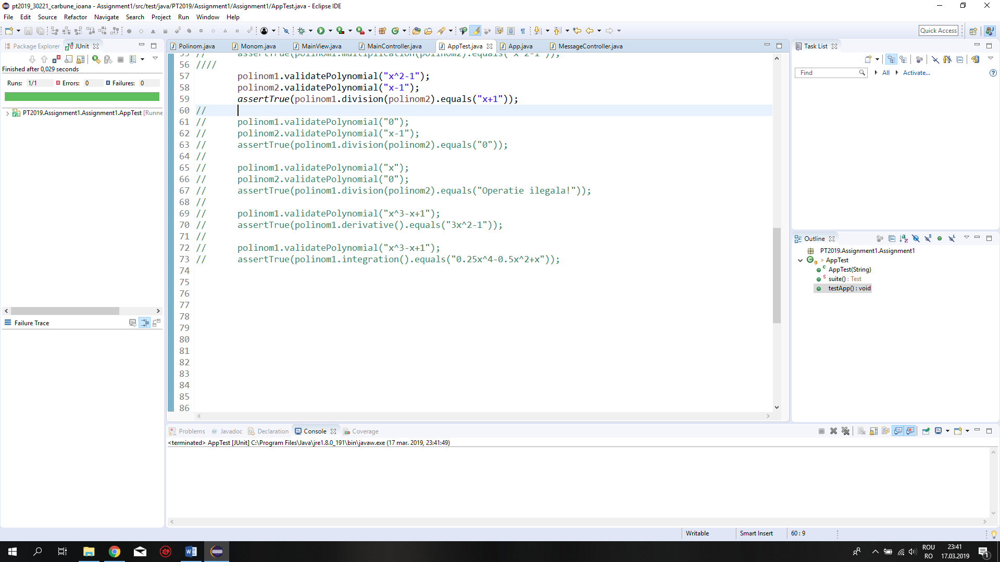 pt2019_30221_carbune_ioana - Assignment1/src/test/java/PT2019/Assignment1/Assignment1/AppTest.java - Eclipse IDE
File Edit Source Refactor Navigate Search Project Run Window Help
Quick Access
Package Explorer JUnit
Finished after 0,029 seconds
Runs: 1/1 Errors: 0 Failures: 0
PT2019.Assignment1.Assignment1.AppTest [Runne
Failure Trace
Polinom.java Monom.java MainView.java MainController.java AppTest.java App.java MessageController.java
55 // assertTrue(polinom1.multiplication(polinom2).equals("x^2-1"));
56 ////
57 polinom1.validatePolynomial("x^2-1");
58 polinom2.validatePolynomial("x-1");
59 assertTrue(polinom1.division(polinom2).equals("x+1"));
60 //
61 // polinom1.validatePolynomial("0");
62 // polinom2.validatePolynomial("x-1");
63 // assertTrue(polinom1.division(polinom2).equals("0"));
64 //
65 // polinom1.validatePolynomial("x");
66 // polinom2.validatePolynomial("0");
67 // assertTrue(polinom1.division(polinom2).equals("Operatie ilegala!"));
68 //
69 // polinom1.validatePolynomial("x^3-x+1");
70 // assertTrue(polinom1.derivative().equals("3x^2-1"));
71 //
72 // polinom1.validatePolynomial("x^3-x+1");
73 // assertTrue(polinom1.integration().equals("0.25x^4-0.5x^2+x"));
74
75
76
77
78
79
80
81
82
83
84
85
86
Problems Javadoc Declaration Console Coverage
<terminated> AppTest [JUnit] C:\Program Files\Java\jre1.8.0_191\bin\javaw.exe (17 mar. 2019, 23:41:49)
Task List
Find All Activate...
Outline
PT2019.Assignment1.Assignment1
> AppTest
AppTest(String)
suite() : Test
testApp() : void
Writable Smart Insert 60 : 9
ROU
RO
23:41
17.03.2019
1